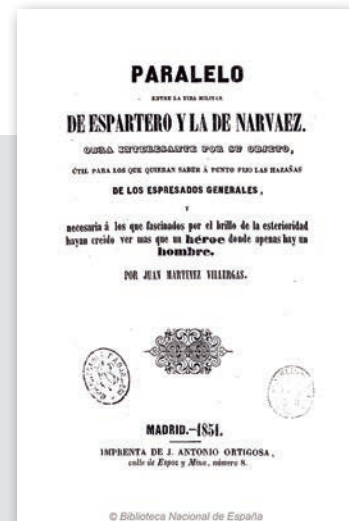 PARALELO
ENTRE LA VIDA MILITAR
DE ESPARTERO Y LA DE NARVAEZ.
OBRA INTERESANTE POR SU OBJETO,
ÚTIL PARA LOS QUE QUIERAN SABER Á PUNTO FIJO LAS HAZAÑAS
DE LOS ESPRESADOS GENERALES,
Y
necesaria á los que fascinados por el brillo de la esterioridad
hayan creido ver mas que un héroe donde apenas hay un
hombre.
POR JUAN MARTINEZ VILLERGAS.
MADRID.—1851.
IMPRENTA DE J. ANTONIO ORTIGOSA,
calle de Espoz y Mina, número 8.
© Biblioteca Nacional de España